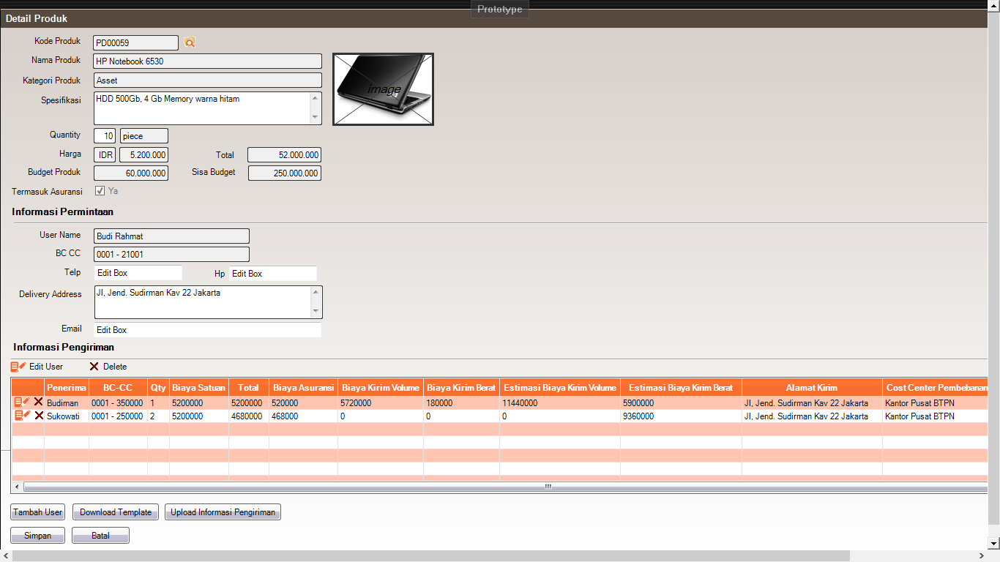 Prototype
Detail Produk
Kode Produk PD00059
Nama Produk HP Notebook 6530
Kategori Produk Asset
Spesifikasi HDD 500Gb, 4 Gb Memory warna hitam
image
Quantity 10 piece
Harga IDR 5.200.000 Total 52.000.000
Budget Produk 60.000.000 Sisa Budget 250.000.000
Termasuk Asuransi Ya
Informasi Permintaan
User Name Budi Rahmat
BC CC 0001 - 21001
Telp Edit Box Hp Edit Box
Delivery Address Jl, Jend. Sudirman Kav 22 Jakarta
Email Edit Box
Informasi Pengiriman
Edit User Delete
Penerima BC-CC Qty Biaya Satuan Total Biaya Asuransi Biaya Kirim Volume Biaya Kirim Berat Estimasi Biaya Kirim Volume Estimasi Biaya Kirim Berat Alamat Kirim Cost Center Pembebanan
Budiman 0001 - 350000 1 5200000 5200000 520000 5720000 180000 11440000 5900000 Jl, Jend. Sudirman Kav 22 Jakarta Kantor Pusat BTPN
Sukowati 0001 - 250000 2 5200000 4680000 468000 0 0 0 9360000 Jl, Jend. Sudirman Kav 22 Jakarta Kantor Pusat BTPN
Tambah User Download Template Upload Informasi Pengiriman
Simpan Batal